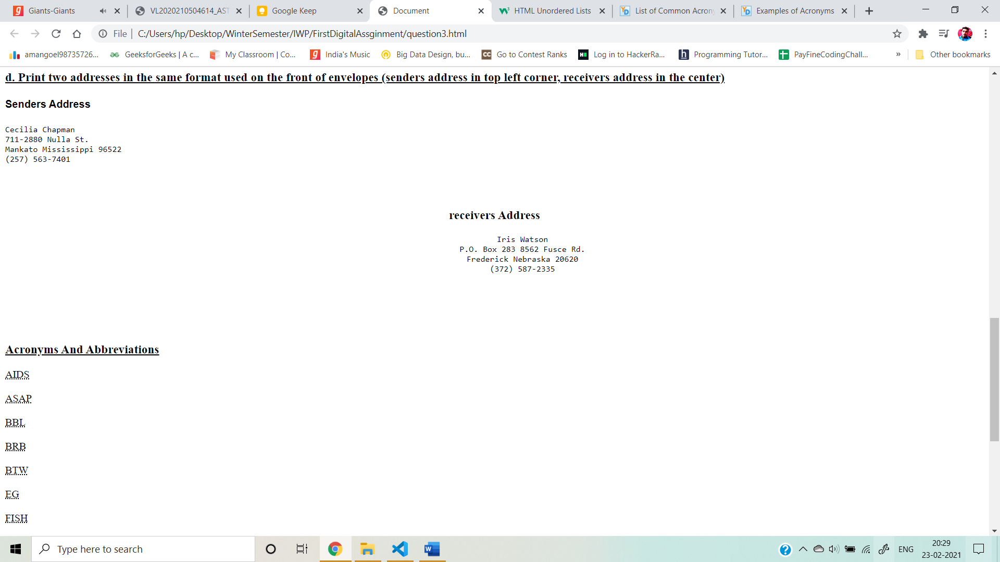 Giants-Giants
VL2020210504614_AST
Google Keep
Document
HTML Unordered Lists
List of Common Acron
Examples of Acronyms
File
C:/Users/hp/Desktop/WinterSemester/IWP/FirstDigitalAssginment/question3.html
amangoel98735726...
GeeksforGeeks | A c...
My Classroom | Co...
India's Music
Big Data Design, bu...
Go to Contest Ranks
Log in to HackerRa...
Programming Tutor...
PayFineCodingChall...
»
Other bookmarks
d. Print two addresses in the same format used on the front of envelopes (senders address in top left corner, receivers address in the center)
Senders Address
Cecilia Chapman
711-2880 Nulla St.
Mankato Mississippi 96522
(257) 563-7401
receivers Address
Iris Watson
P.O. Box 283 8562 Fusce Rd.
Frederick Nebraska 20620
(372) 587-2335
Acronyms And Abbreviations
AIDS
ASAP
BBL
BRB
BTW
EG
FISH
Type here to search
ENG
20:29
23-02-2021